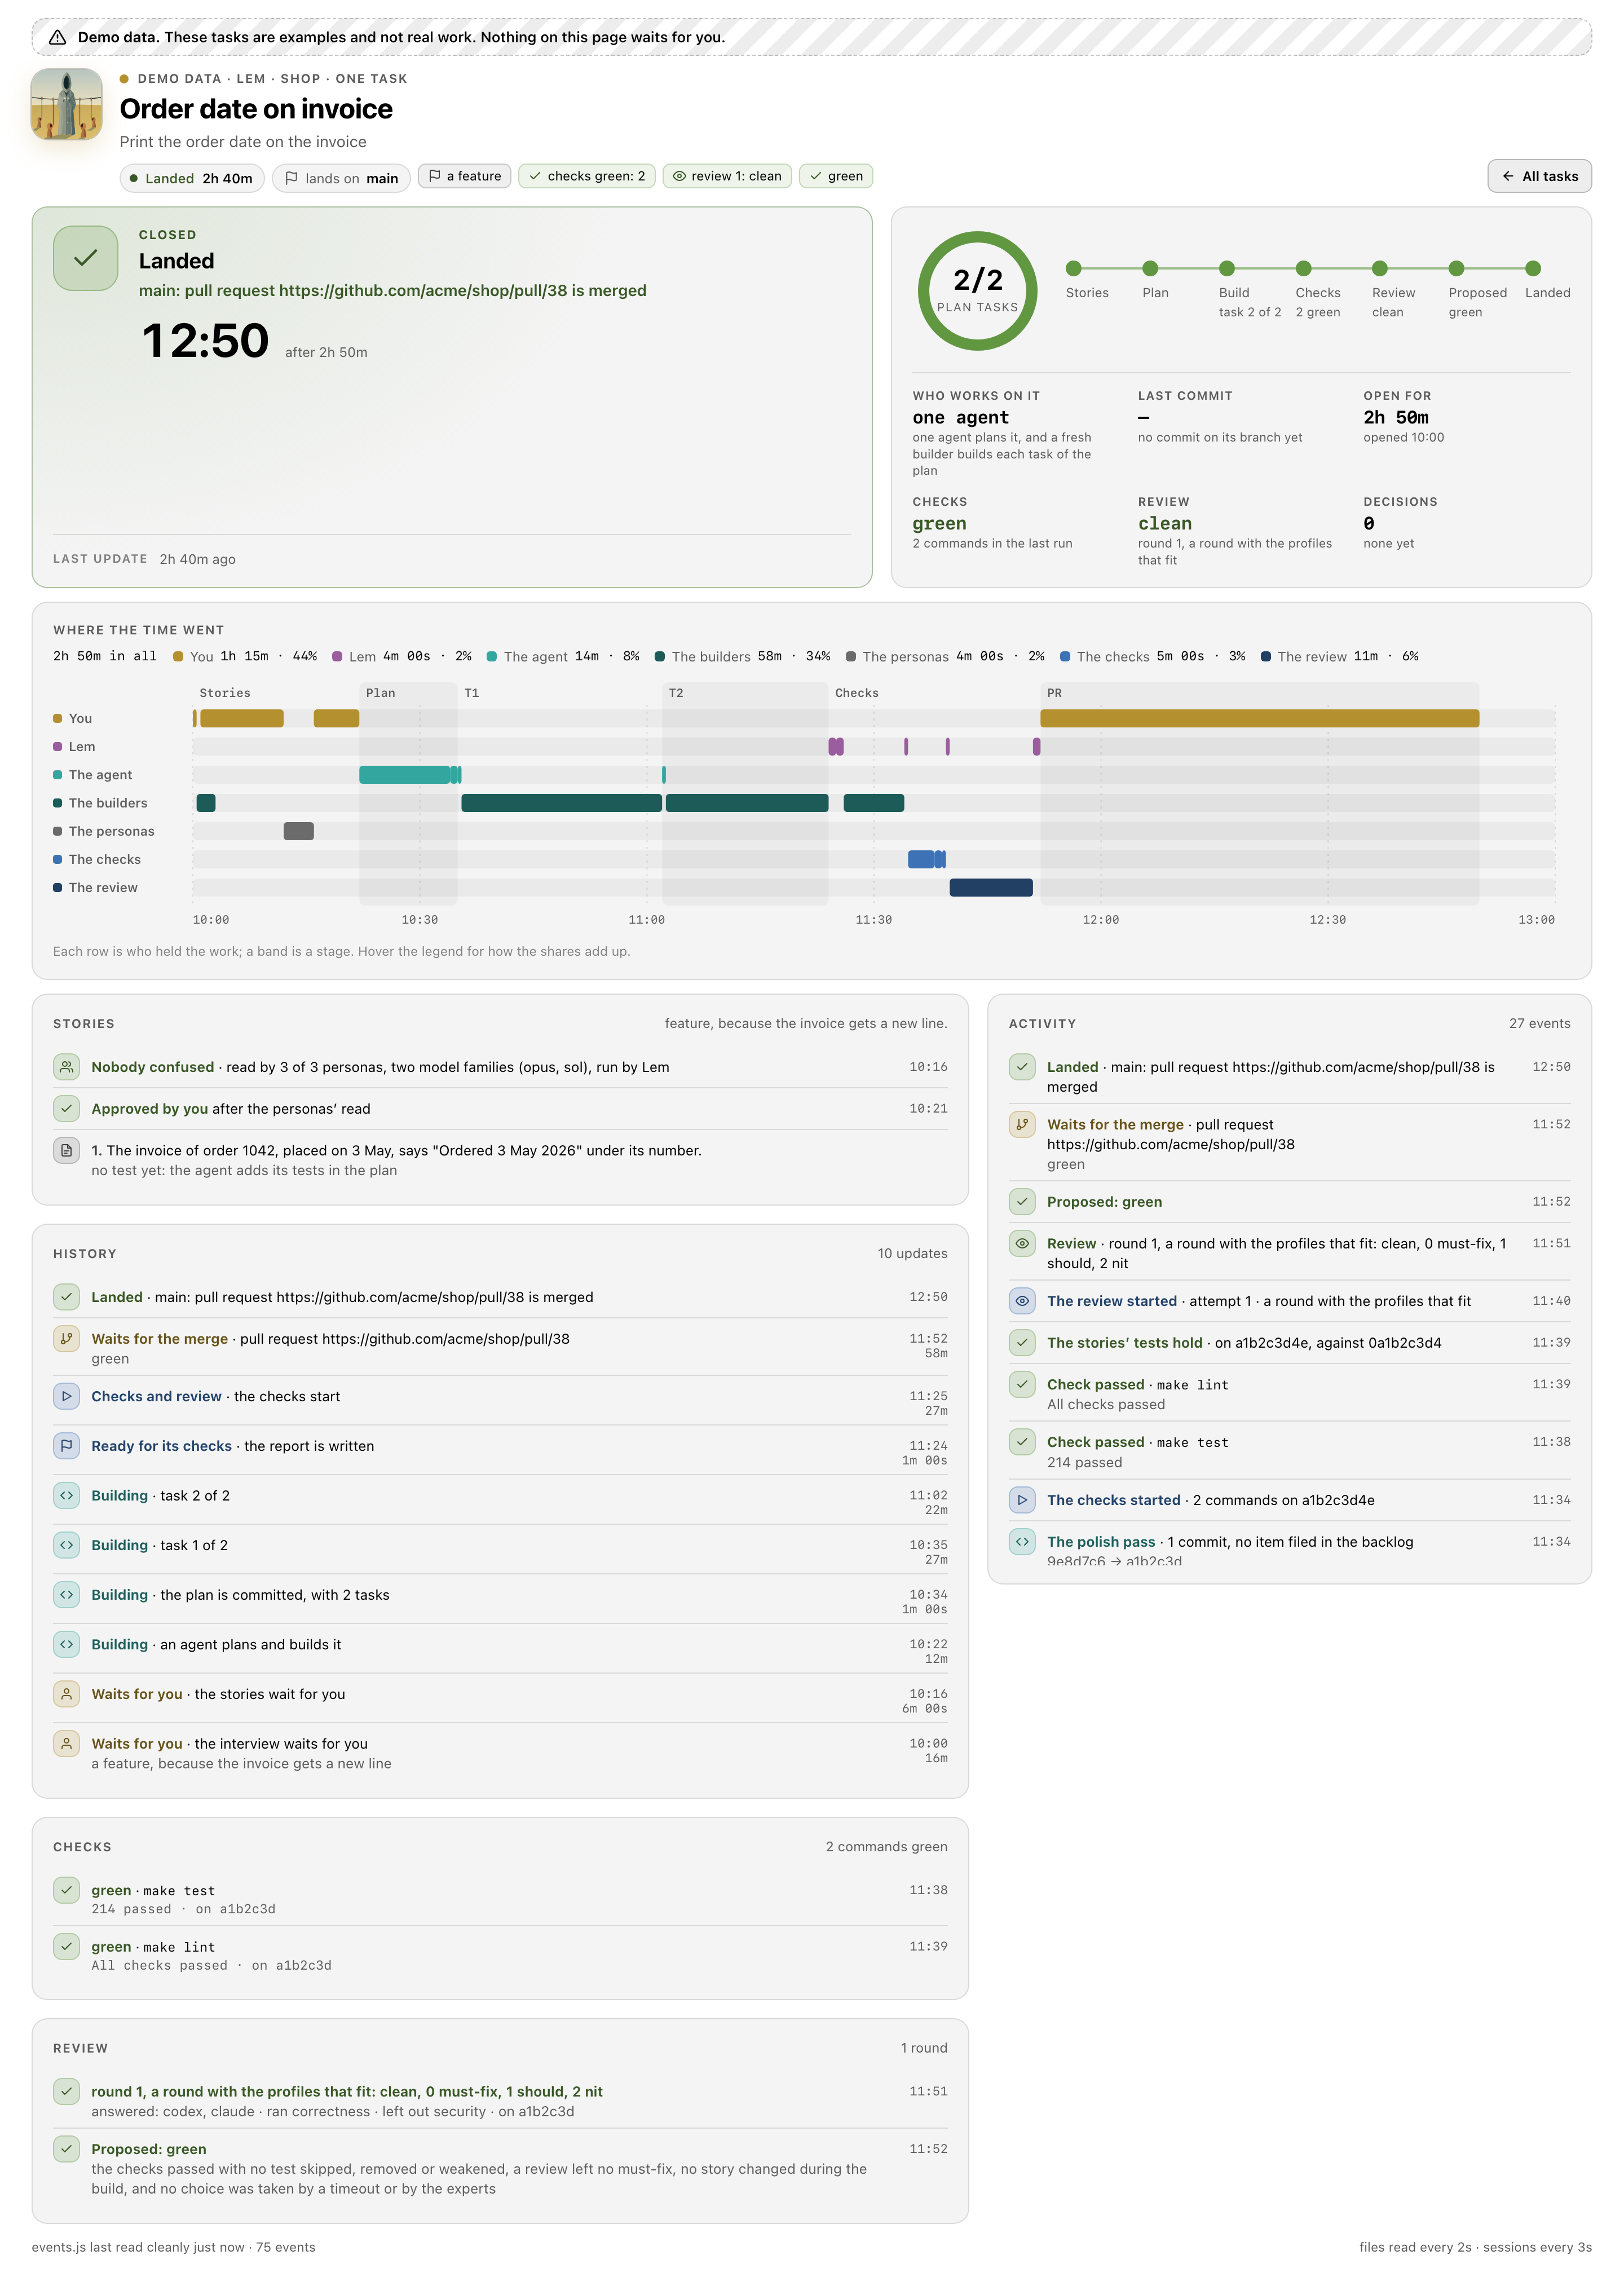 Demo data. These tasks are examples and not real work. Nothing on this page waits for you.
DEMO DATA · LEM · SHOP · ONE TASK
Order date on invoice
Print the order date on the invoice
Landed 2h 40m
lands on main
a feature
checks green: 2
review 1: clean
green
All tasks
CLOSED
Landed
main: pull request https://github.com/acme/shop/pull/38 is merged
12:50 after 2h 50m
LAST UPDATE 2h 40m ago
2/2
PLAN TASKS
Stories Plan Build Checks Review Proposed Landed
task 2 of 2 2 green clean green
WHO WORKS ON IT
one agent
one agent plans it, and a fresh
builder builds each task of the
plan
LAST COMMIT
—
no commit on its branch yet
OPEN FOR
2h 50m
opened 10:00
CHECKS
green
2 commands in the last run
REVIEW
clean
round 1, a round with the profiles
that fit
DECISIONS
0
none yet
WHERE THE TIME WENT
2h 50m in all You 1h 15m · 44% Lem 4m 00s · 2% The agent 14m · 8% The builders 58m · 34% The personas 4m 00s · 2% The checks 5m 00s · 3% The review 11m · 6%
Stories Plan T1 T2 Checks PR
You
Lem
The agent
The builders
The personas
The checks
The review
10:00 10:30 11:00 11:30 12:00 12:30 13:00
Each row is who held the work; a band is a stage. Hover the legend for how the shares add up.
STORIES feature, because the invoice gets a new line.
Nobody confused · read by 3 of 3 personas, two model families (opus, sol), run by Lem 10:16
Approved by you after the personas’ read 10:21
1. The invoice of order 1042, placed on 3 May, says "Ordered 3 May 2026" under its number.
no test yet: the agent adds its tests in the plan
HISTORY 10 updates
Landed · main: pull request https://github.com/acme/shop/pull/38 is merged 12:50
Waits for the merge · pull request https://github.com/acme/shop/pull/38 11:52
green 58m
Checks and review · the checks start 11:25
27m
Ready for its checks · the report is written 11:24
1m 00s
Building · task 2 of 2 11:02
22m
Building · task 1 of 2 10:35
27m
Building · the plan is committed, with 2 tasks 10:34
1m 00s
Building · an agent plans and builds it 10:22
12m
Waits for you · the stories wait for you 10:16
6m 00s
Waits for you · the interview waits for you 10:00
a feature, because the invoice gets a new line 16m
CHECKS 2 commands green
green · make test 11:38
214 passed · on a1b2c3d
green · make lint 11:39
All checks passed · on a1b2c3d
REVIEW 1 round
round 1, a round with the profiles that fit: clean, 0 must-fix, 1 should, 2 nit 11:51
answered: codex, claude · ran correctness · left out security · on a1b2c3d
Proposed: green 11:52
the checks passed with no test skipped, removed or weakened, a review left no must-fix, no story changed during the
build, and no choice was taken by a timeout or by the experts
ACTIVITY 27 events
Landed · main: pull request https://github.com/acme/shop/pull/38 is 12:50
merged
Waits for the merge · pull request 11:52
https://github.com/acme/shop/pull/38
green
Proposed: green 11:52
Review · round 1, a round with the profiles that fit: clean, 0 must-fix, 1 11:51
should, 2 nit
The review started · attempt 1 · a round with the profiles that fit 11:40
The stories’ tests hold · on a1b2c3d4e, against 0a1b2c3d4 11:39
Check passed · make lint 11:39
All checks passed
Check passed · make test 11:38
214 passed
The checks started · 2 commands on a1b2c3d4e 11:34
The polish pass · 1 commit, no item filed in the backlog 11:34
9e8d7c6 → a1b2c3d
events.js last read cleanly just now · 75 events
files read every 2s · sessions every 3s